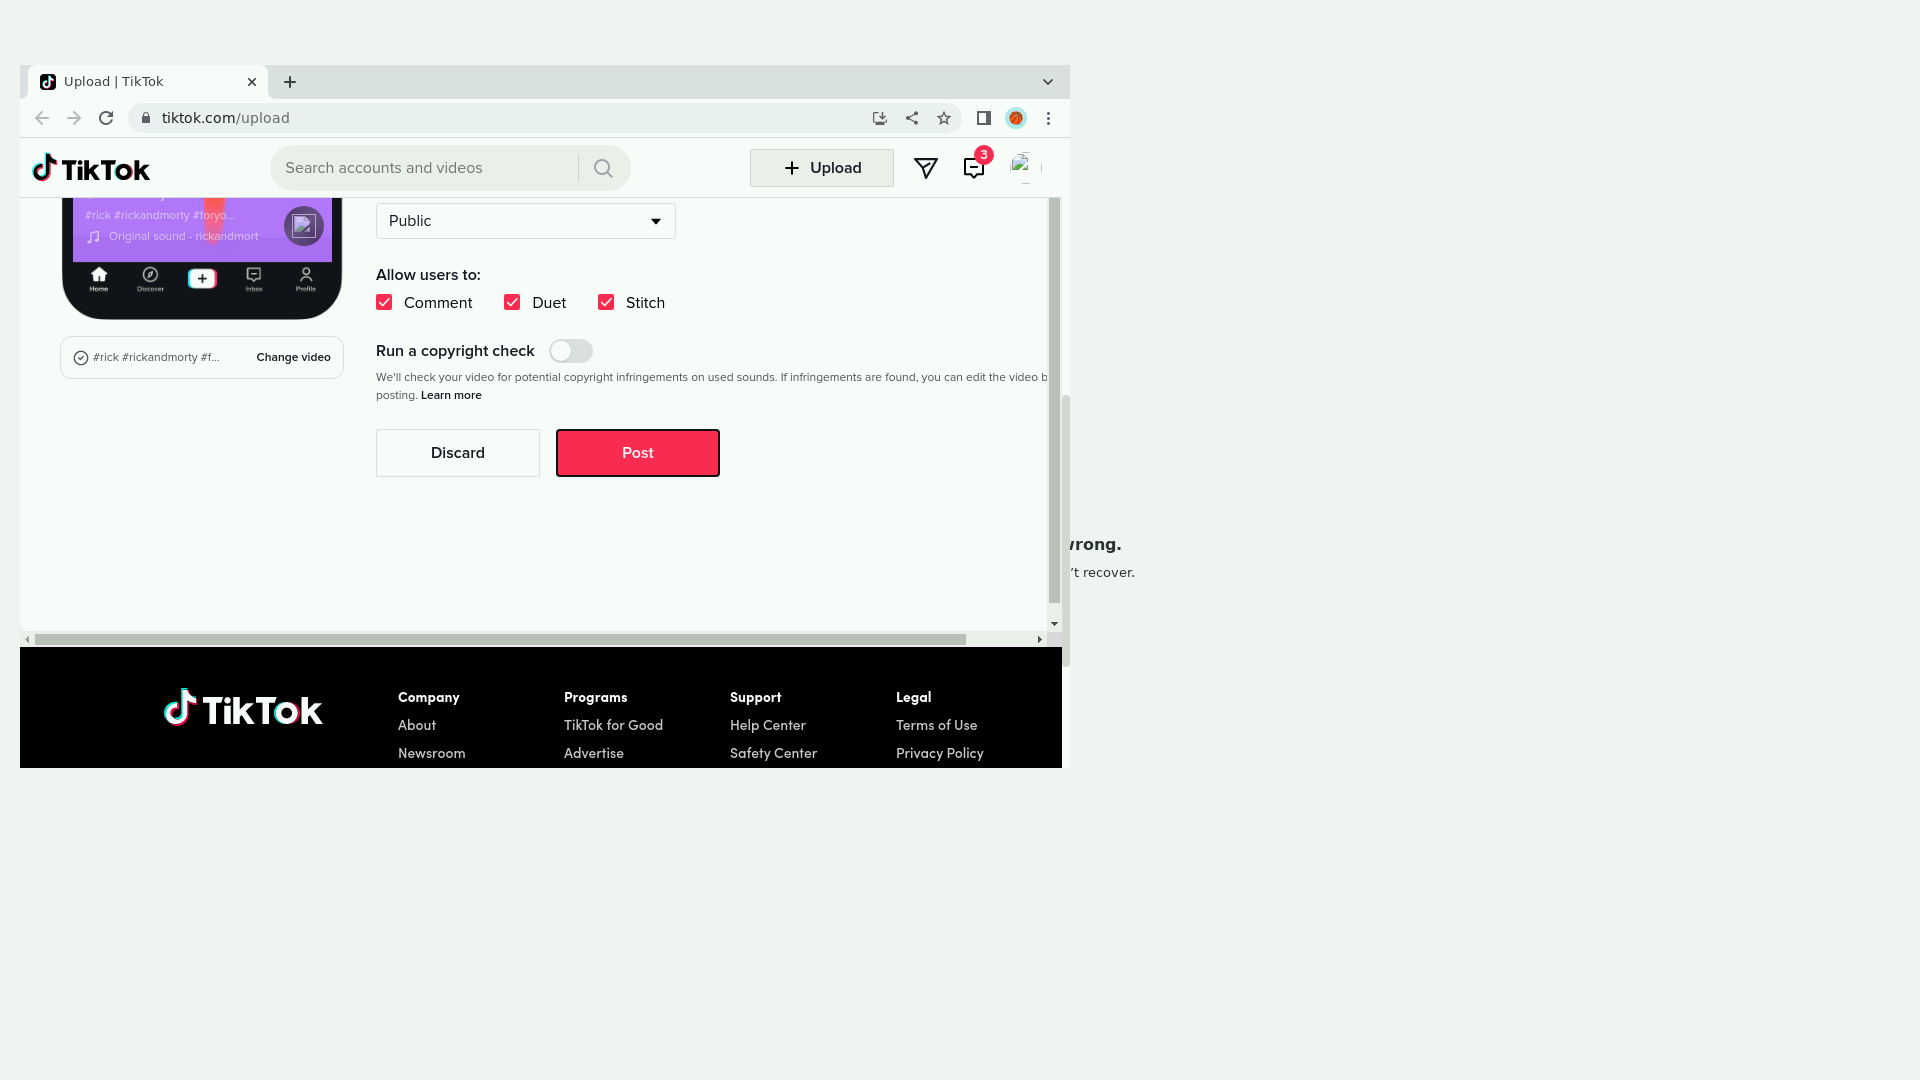 Upload | TikTok
tiktok.com/upload
TikTok
Search accounts and videos
Upload
3
#rick #rickandmorty #foryo...
Original sound - rickandmort
Home
Discover
Inbox
Profile
#rick #rickandmorty #f...
Change video
Public
Allow users to:
Comment
Duet
Stitch
Run a copyright check
We'll check your video for potential copyright infringements on used sounds. If infringements are found, you can edit the video b
posting. Learn more
Discard
Post
wrong.
't recover.
TikTok
Company
About
Newsroom
Programs
TikTok for Good
Advertise
Support
Help Center
Safety Center
Legal
Terms of Use
Privacy Policy